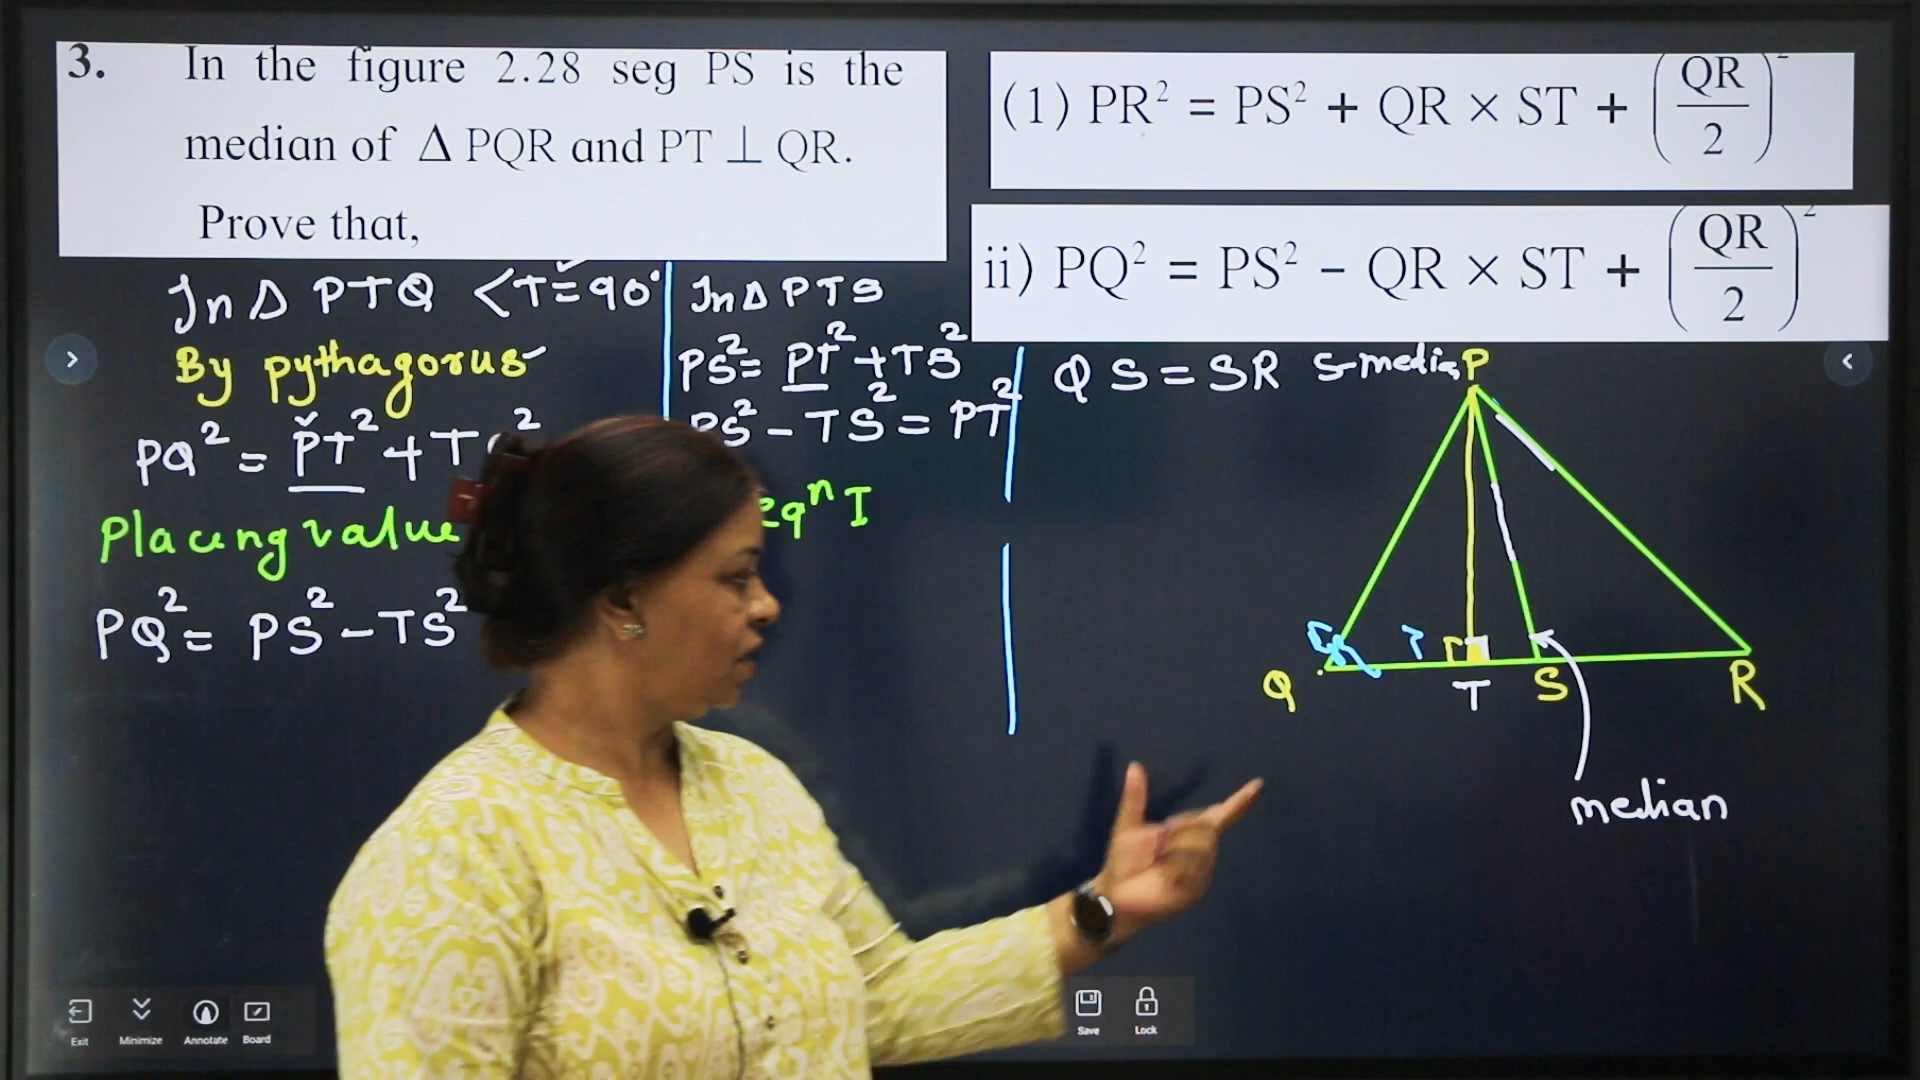 3. In the figure 2.28 seg PS is the
median of Δ PQR and PT ⊥ QR.
Prove that,
(1) PR² = PS² + QR × ST + (QR/2)²
ii) PQ² = PS² - QR × ST + (QR/2)²
In Δ PTQ <T=90°
By pythagorus
PQ² = PT² + T
Placing value
PQ² = PS² - TS²
In Δ PTS
PS² = PT² + TS²
PS² - TS² = PT²
eqⁿ I
QS = SR
P
Q
T
S
R
median
Exit
Minimize
Annotate
Board
Save
Lock